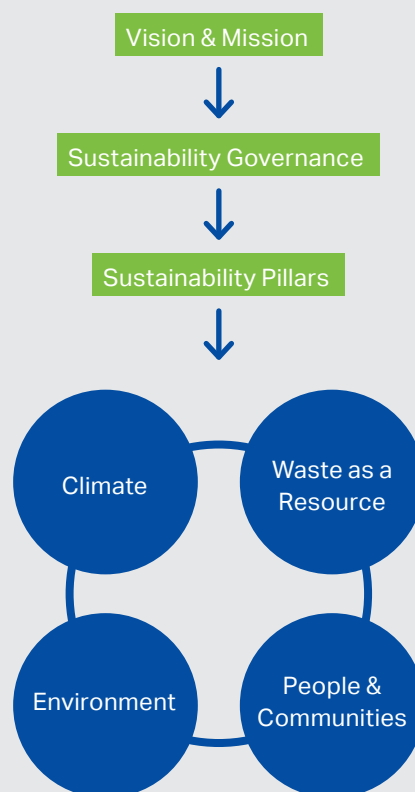 Vision & Mission
Sustainability Governance
Sustainability Pillars
Climate
Waste as a
Resource
Environment
People &
Communities